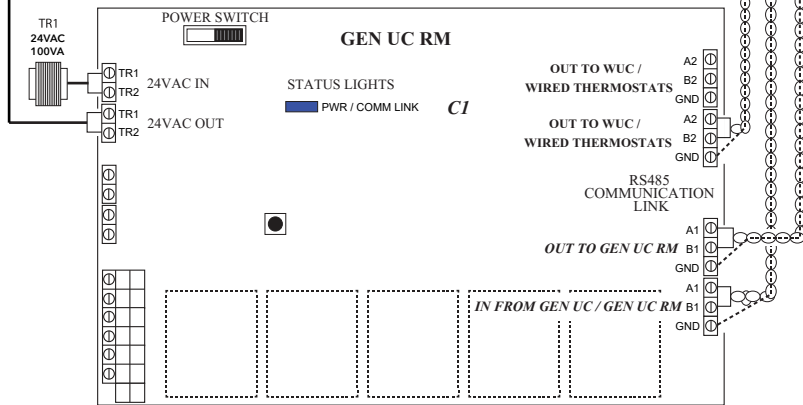 TR1
24VAC
100VA
POWER SWITCH
GEN UC RM
TR1
TR2
24VAC IN
TR1
TR2
24VAC OUT
STATUS LIGHTS
PWR / COMM LINK
C1
OUT TO WUC /
WIRED THERMOSTATS
A2
B2
GND
OUT TO WUC /
WIRED THERMOSTATS
A2
B2
GND
RS485
COMMUNICATION
LINK
OUT TO GEN UC RM
A1
B1
GND
IN FROM GEN UC / GEN UC RM
A1
B1
GND